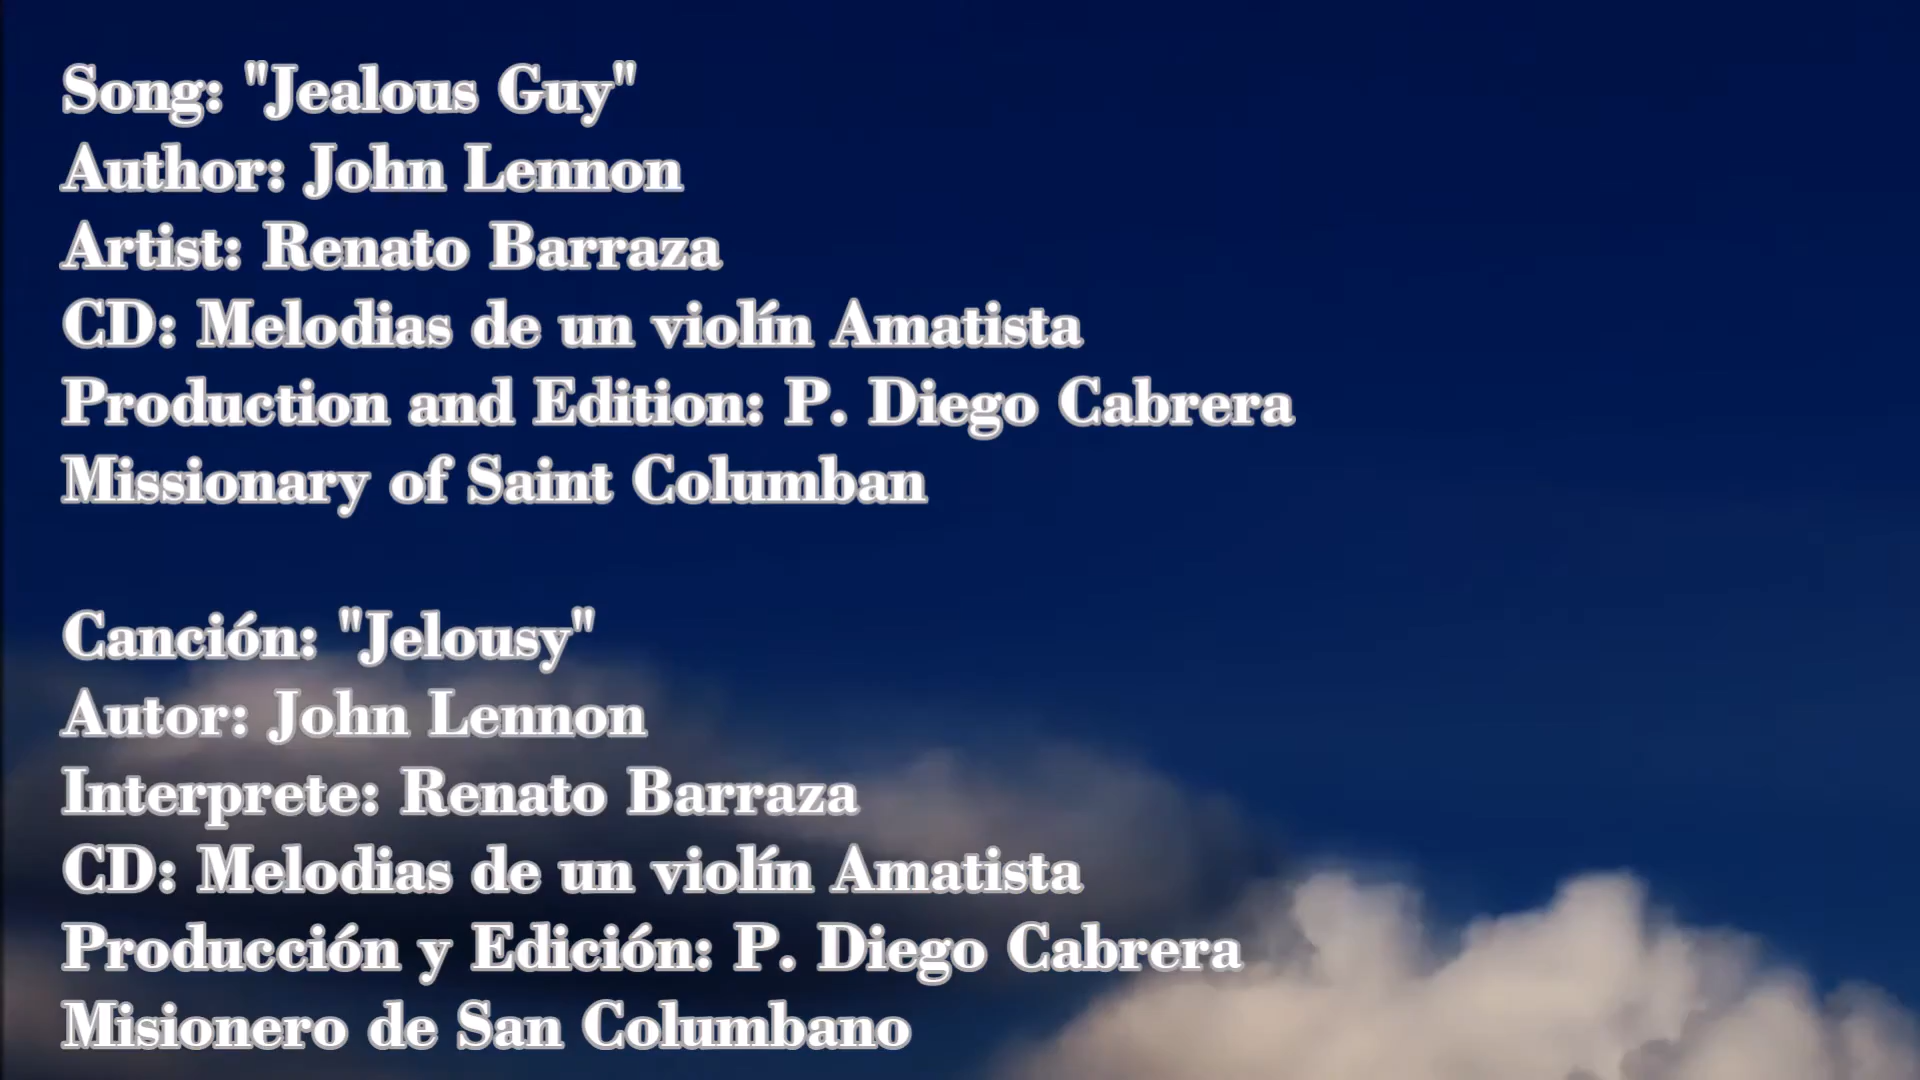 Song: "Jealous Guy"
Author: John Lennon
Artist: Renato Barraza
CD: Melodias de un violín Amatista
Production and Edition: P. Diego Cabrera
Missionary of Saint Columban
Canción: "Jelousy"
Autor: John Lennon
Interprete: Renato Barraza
CD: Melodias de un violín Amatista
Producción y Edición: P. Diego Cabrera
Misionero de San Columbano